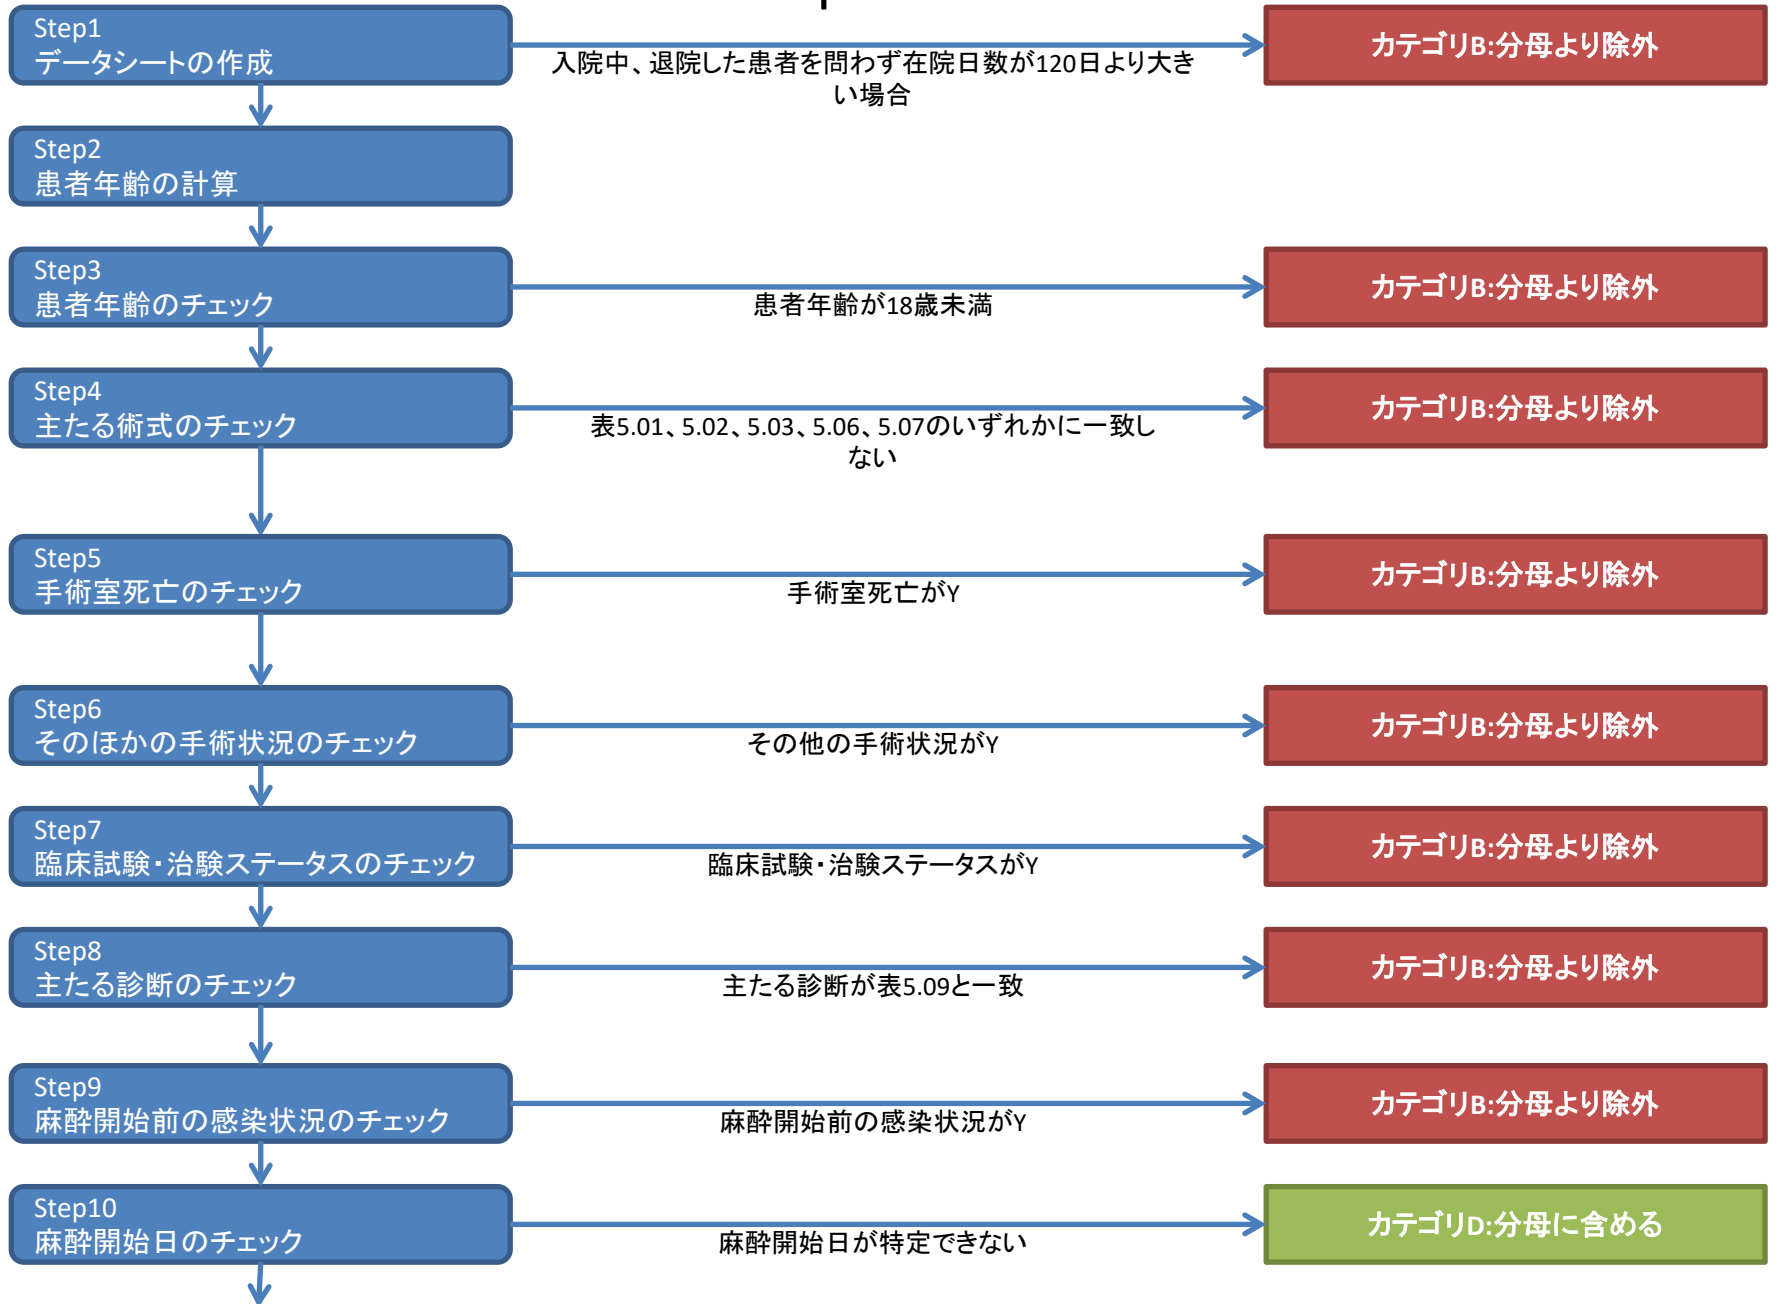 Step1
データシートの作成
入院中、退院した患者を問わず在院日数が120日より大き
い場合
カテゴリB:分母より除外
Step2
患者年齢の計算
Step3
患者年齢のチェック
患者年齢が18歳未満
カテゴリB:分母より除外
Step4
主たる術式のチェック
表5.01、5.02、5.03、5.06、5.07のいずれかに一致し
ない
カテゴリB:分母より除外
Step5
手術室死亡のチェック
手術室死亡がY
カテゴリB:分母より除外
Step6
そのほかの手術状況のチェック
その他の手術状況がY
カテゴリB:分母より除外
Step7
臨床試験・治験ステータスのチェック
臨床試験・治験ステータスがY
カテゴリB:分母より除外
Step8
主たる診断のチェック
主たる診断が表5.09と一致
カテゴリB:分母より除外
Step9
麻酔開始前の感染状況のチェック
麻酔開始前の感染状況がY
カテゴリB:分母より除外
Step10
麻酔開始日のチェック
麻酔開始日が特定できない
カテゴリD:分母に含める